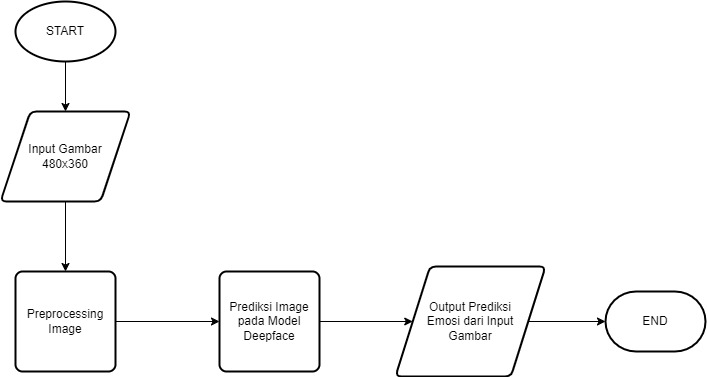 START
Input Gambar
480x360
Preprocessing
Image
Prediksi Image
pada Model
Deepface
Output Prediksi
Emosi dari Input
Gambar
END